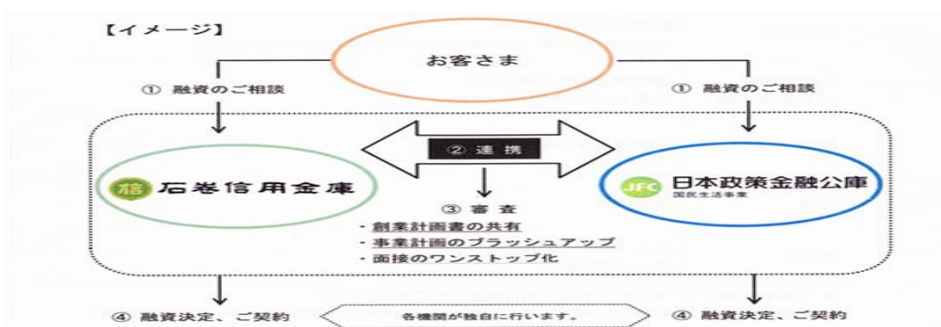 【イメージ】
お客さま
① 融資のご相談
① 融資のご相談
② 連携
信 石巻信用金庫
JFC 日本政策金融公庫
国民生活事業
③ 審査
・創業計画書の共有
・事業計画のブラッシュアップ
・面接のワンストップ化
④ 融資決定、ご契約
各機関が独自に行います。
④ 融資決定、ご契約